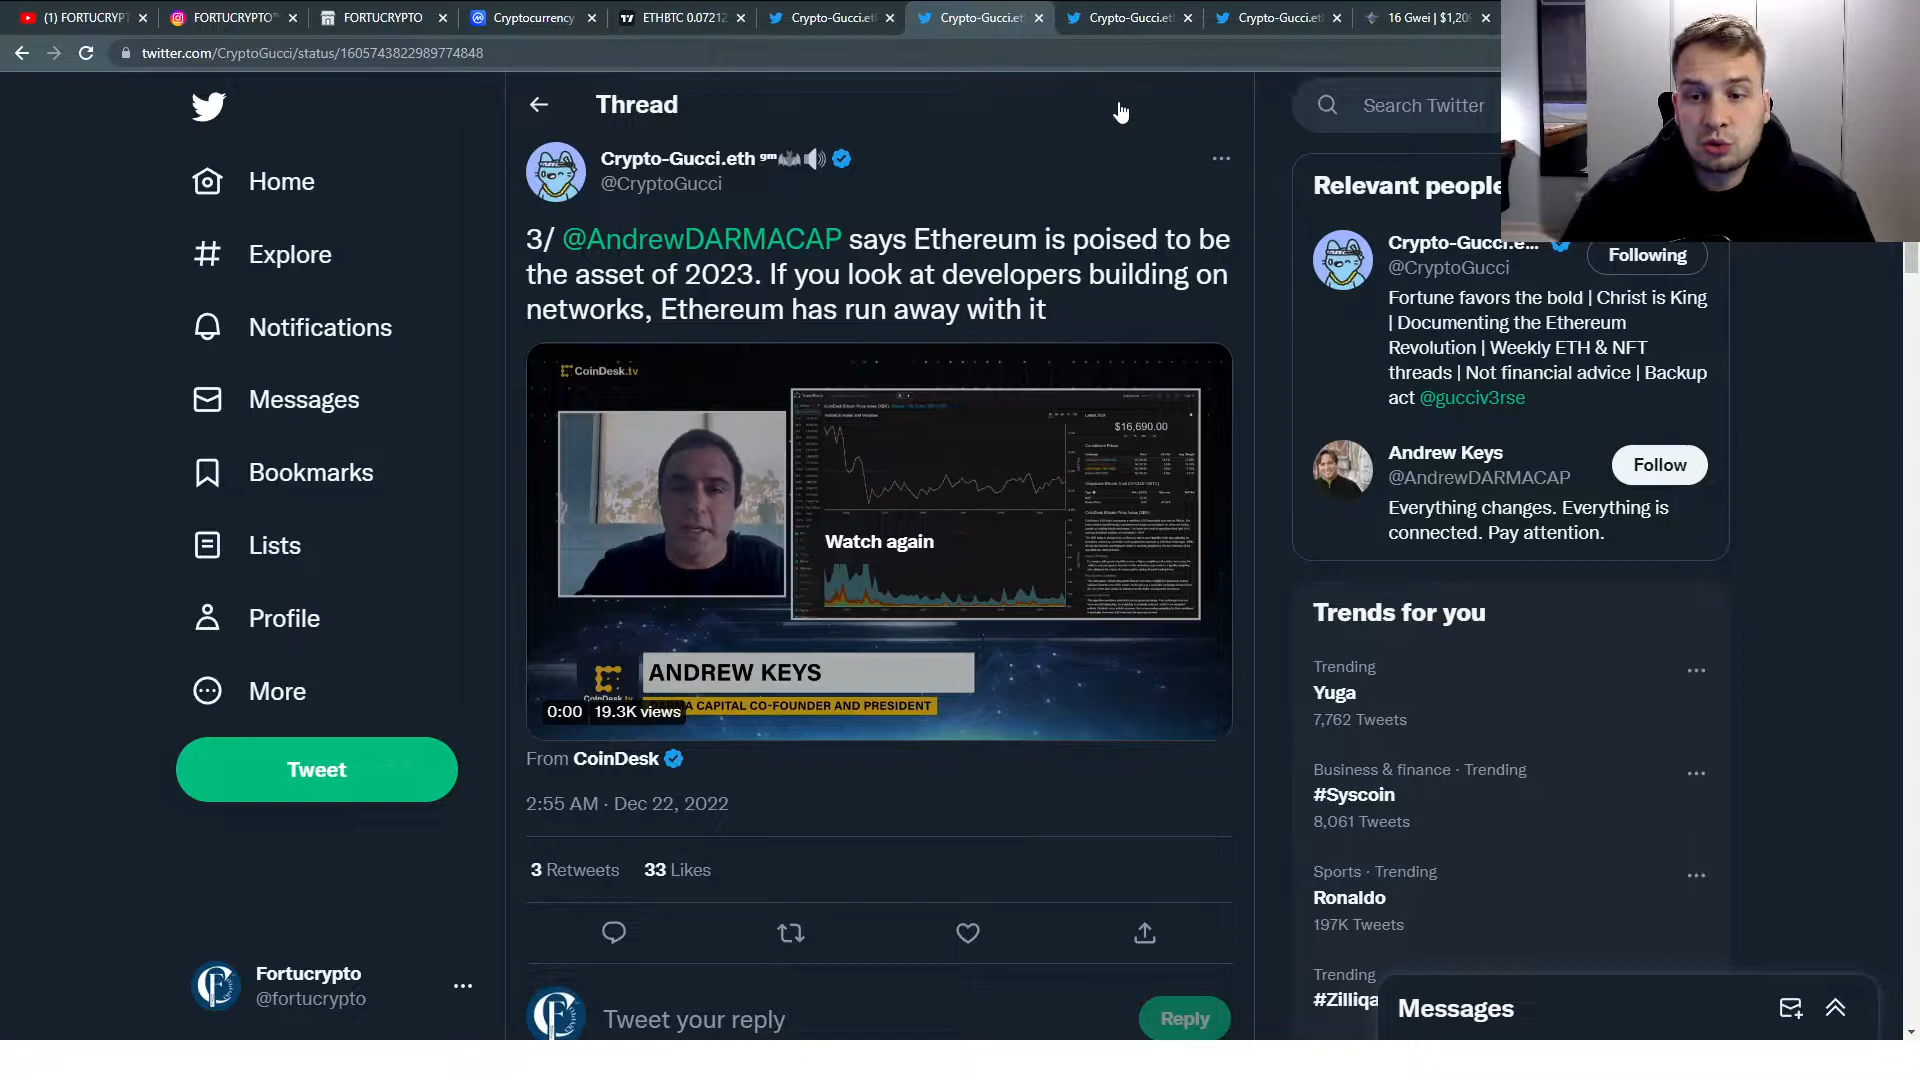 (1) FORTUCRYPT
FORTUCRYPTO™
FORTUCRYPTO
Cryptocurrency
ETHBTC 0.07212
Crypto-Gucci.et
Crypto-Gucci.et
Crypto-Gucci.et
Crypto-Gucci.et
16 Gwei | $1,20
twitter.com/CryptoGucci/status/1605743822989774848
Home
Explore
Notifications
Messages
Bookmarks
Lists
Profile
More
Tweet
Fortucrypto
@fortucrypto
Thread
Crypto-Gucci.eth ᵍᵐ🦇🔊
@CryptoGucci
3/ @AndrewDARMACAP says Ethereum is poised to be
the asset of 2023. If you look at developers building on
networks, Ethereum has run away with it
CoinDesk.tv
$16,690.00
Watch again
ANDREW KEYS
CAPITAL CO-FOUNDER AND PRESIDENT
0:00 19.3K views
From CoinDesk
2:55 AM · Dec 22, 2022
3 Retweets 33 Likes
Tweet your reply
Reply
Search Twitter
Relevant people
Crypto-Gucci.e...
@CryptoGucci
Following
Fortune favors the bold | Christ is King
| Documenting the Ethereum
Revolution | Weekly ETH & NFT
threads | Not financial advice | Backup
act @gucciv3rse
Andrew Keys
@AndrewDARMACAP
Follow
Everything changes. Everything is
connected. Pay attention.
Trends for you
Trending
Yuga
7,762 Tweets
Business & finance · Trending
#Syscoin
8,061 Tweets
Sports · Trending
Ronaldo
197K Tweets
Trending
#Zilliqa
Messages